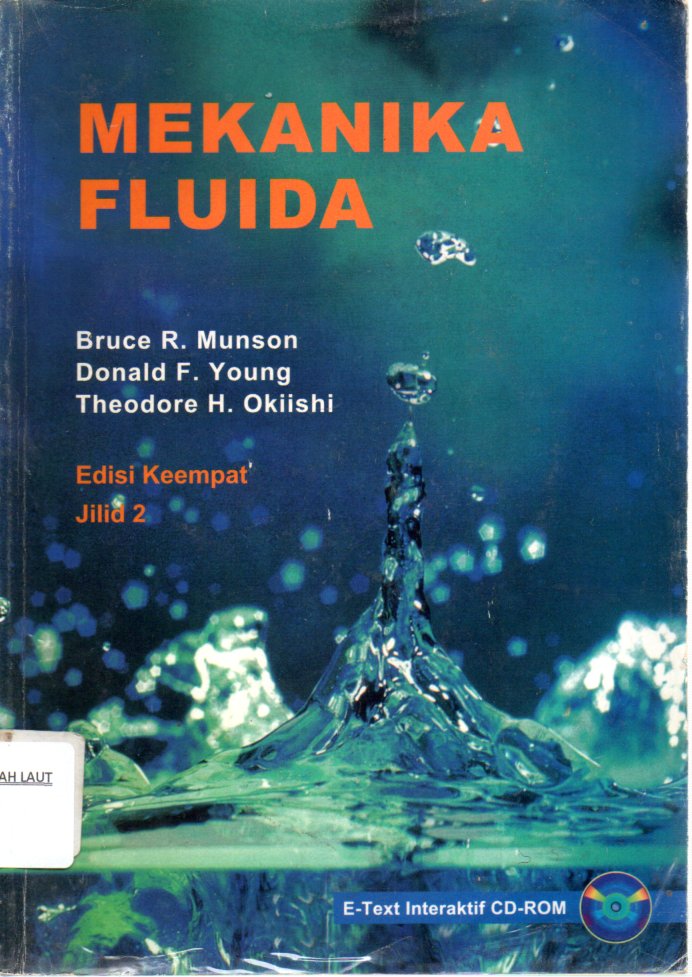 MEKANIKA
FLUIDA
Bruce R. Munson
Donald F. Young
Theodore H. Okiishi
Edisi Keempat
Jilid 2
AH LAUT
E-Text Interaktif CD-ROM